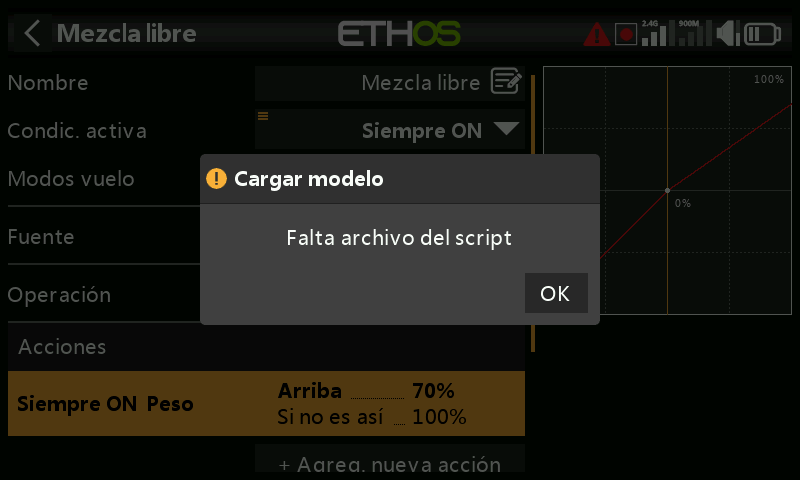 Mezcla libre
ETHOS
2.4G
900M
Nombre
Mezcla libre
100%
Condic. activa
Siempre ON
Modos vuelo
Cargar modelo
0%
Fuente
Falta archivo del script
Operación
OK
Acciones
Siempre ON Peso
Arriba 70%
Si no es así 100%
+ Agreg. nueva acción